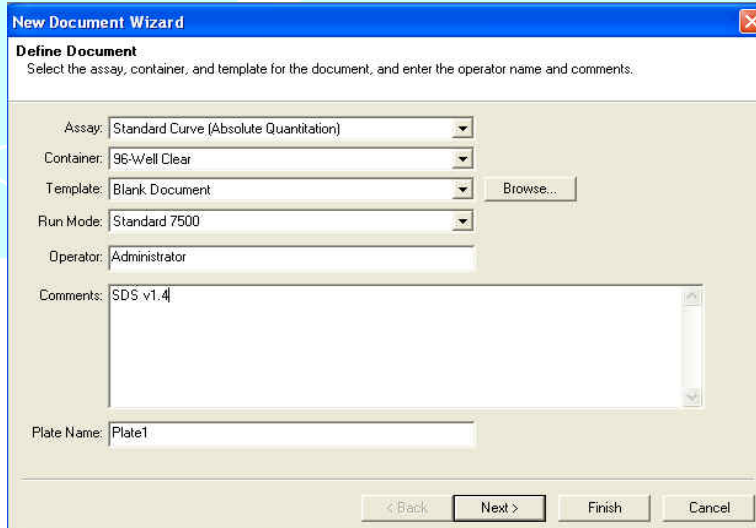 New Document Wizard
Define Document
Select the assay, container, and template for the document, and enter the operator name and comments.
Assay: Standard Curve (Absolute Quantitation)
Container: 96-Well Clear
Template: Blank Document Browse...
Run Mode: Standard 7500
Operator: Administrator
Comments: SDS v1.4
Plate Name: Plate1
< Back Next > Finish Cancel